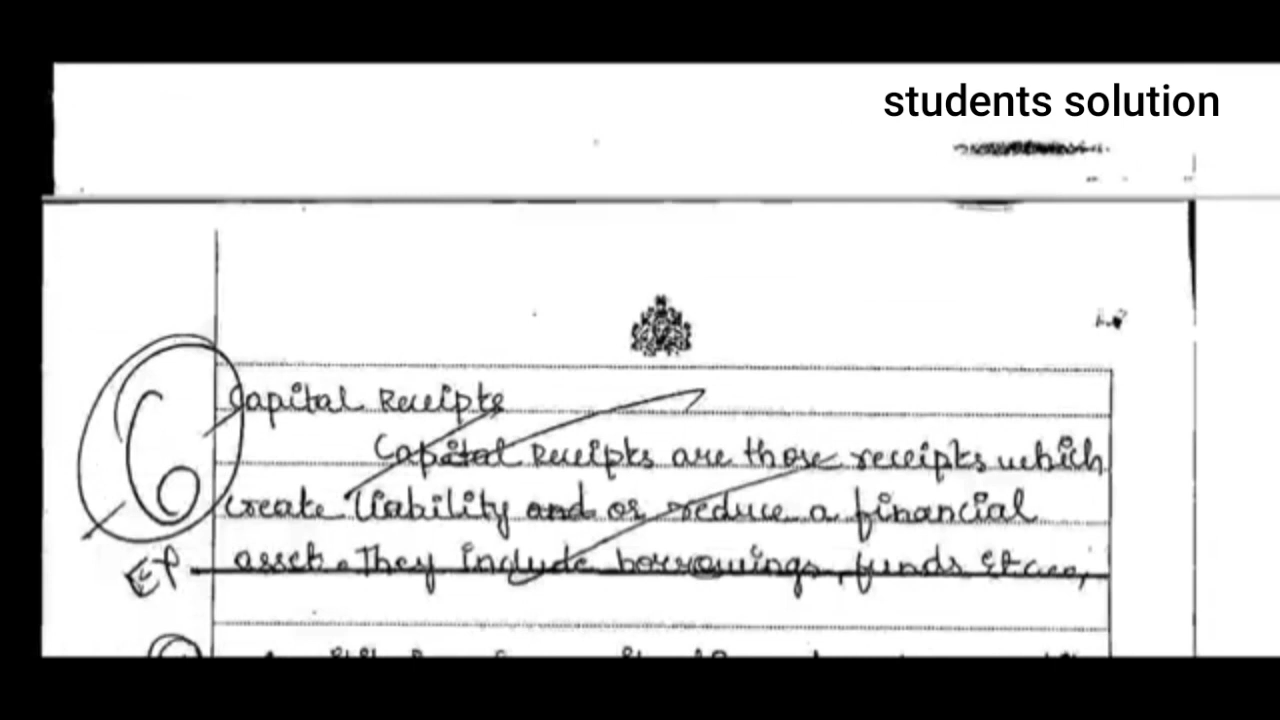 students solution
Capital Receipts
Capital Receipts are those receipts which
create liability and or reduce a financial
asset. They include borrowings, funds etc...,
6
EP